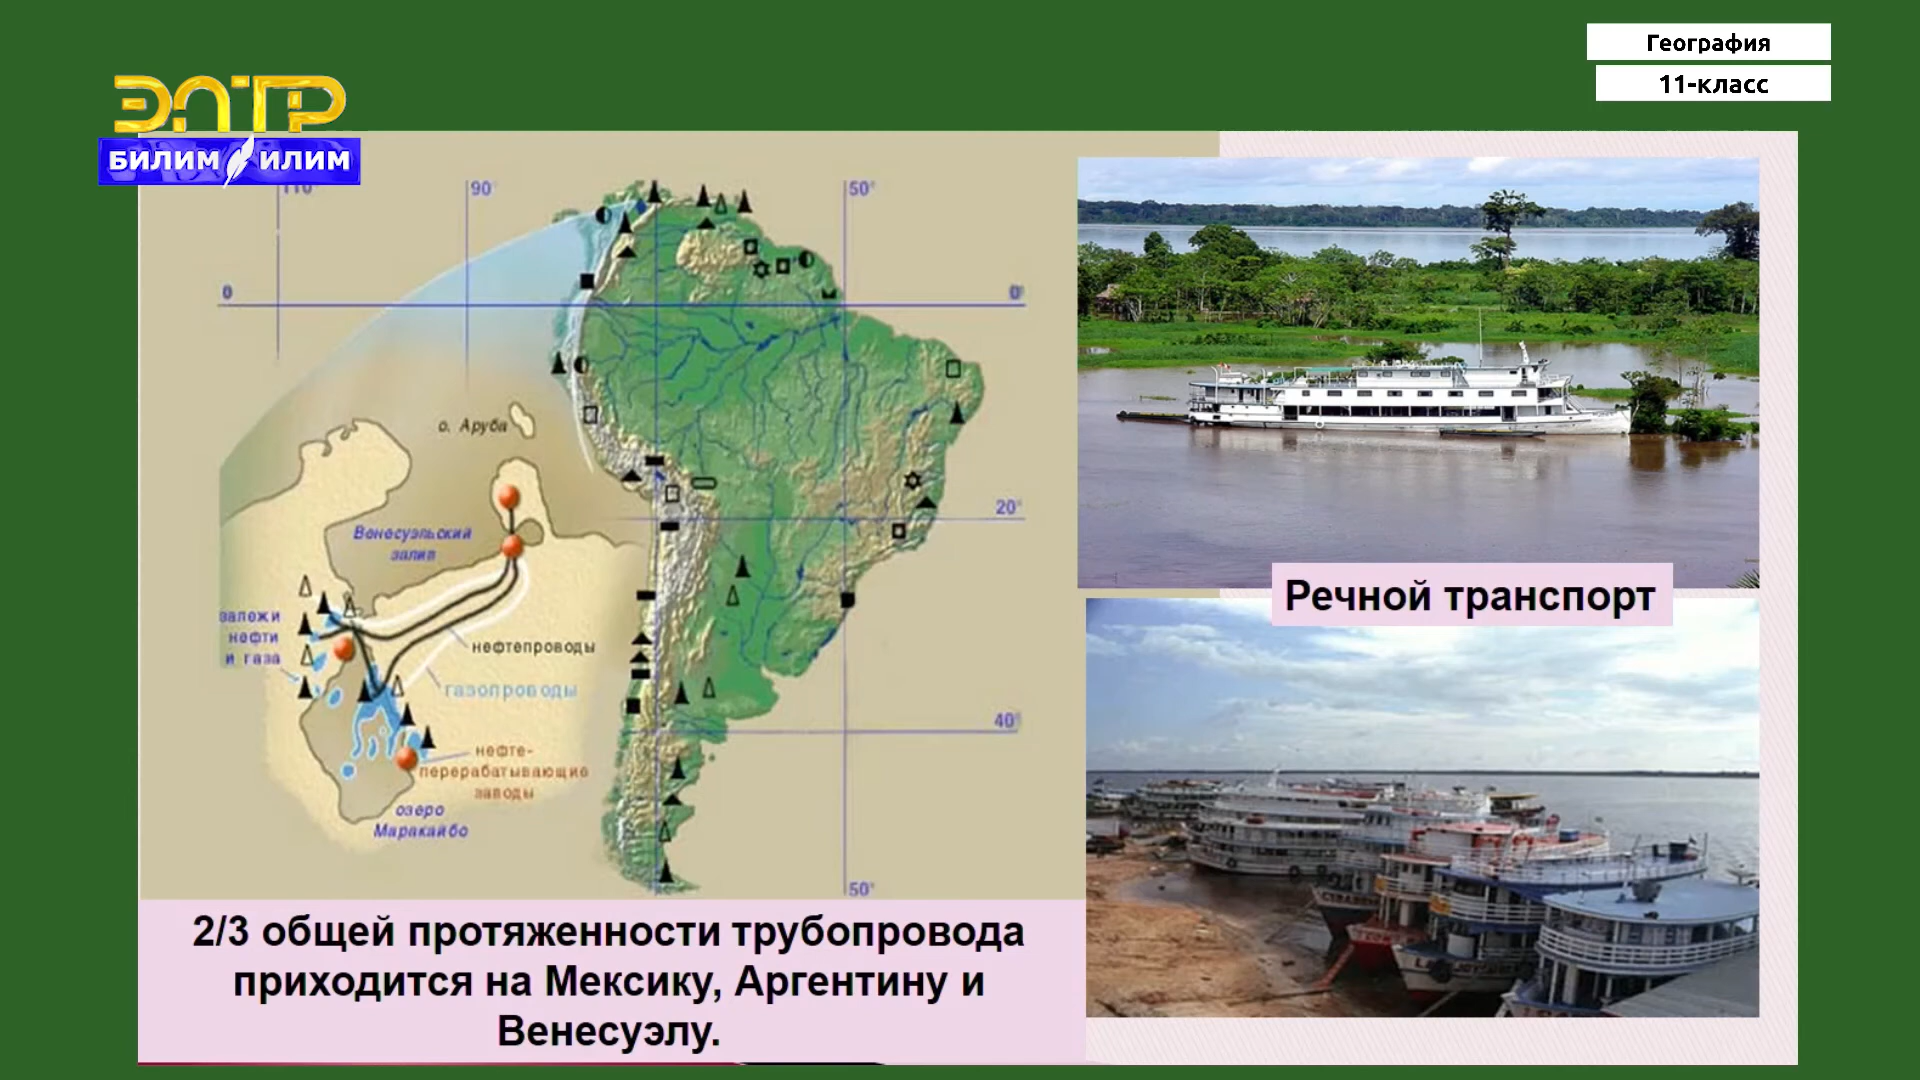 География
11-класс
ЭЛТР
БИЛИМ ИЛИМ
110°
90°
50°
0
0°
о. Аруба
20°
Венесуэльский
залив
залежи
нефти
и газа
нефтепроводы
газопроводы
40°
нефте-
перерабатывающие
заводы
озеро
Маракайбо
50°
Речной транспорт
2/3 общей протяженности трубопровода
приходится на Мексику, Аргентину и
Венесуэлу.